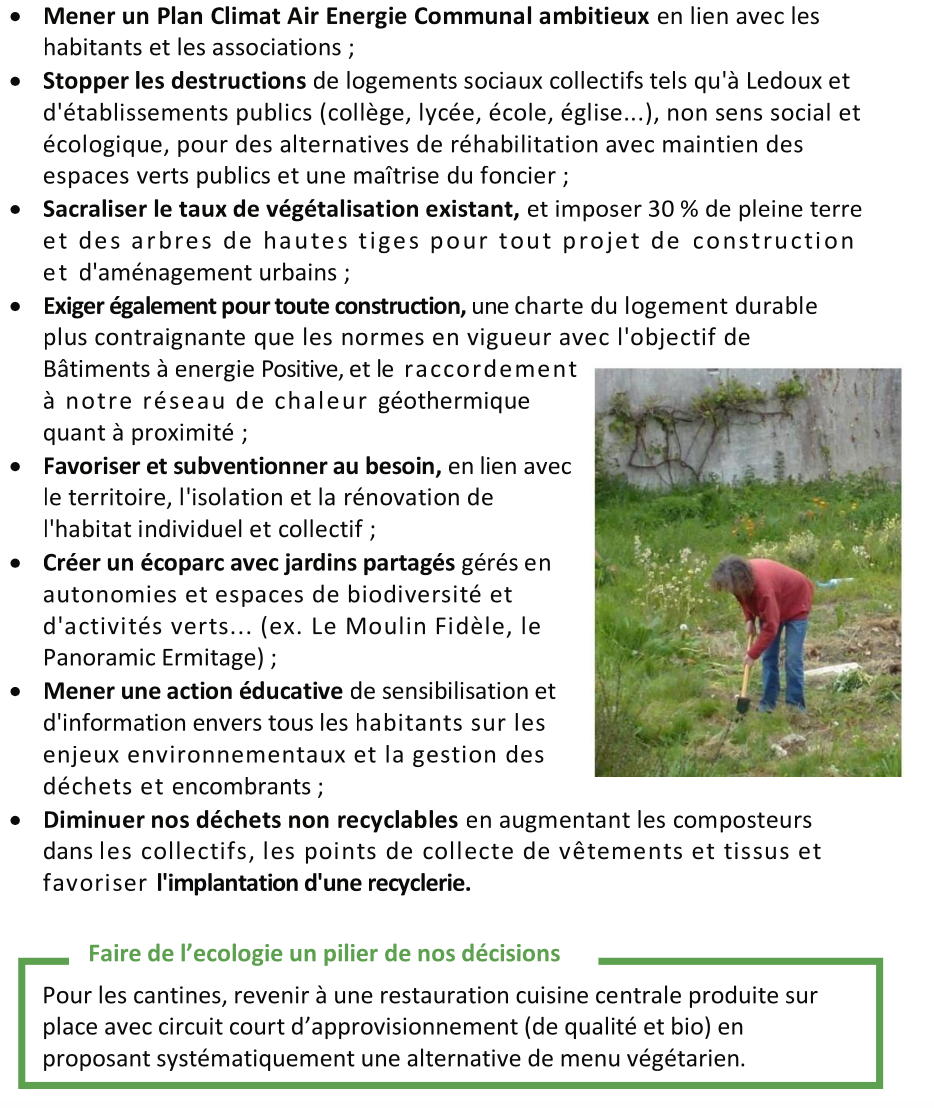 • Mener un Plan Climat Air Energie Communal ambitieux en lien avec les
habitants et les associations ;
• Stopper les destructions de logements sociaux collectifs tels qu'à Ledoux et
d'établissements publics (collège, lycée, école, église...), non sens social et
écologique, pour des alternatives de réhabilitation avec maintien des
espaces verts publics et une maîtrise du foncier ;
• Sacraliser le taux de végétalisation existant, et imposer 30 % de pleine terre
et des arbres de hautes tiges pour tout projet de construction
et d'aménagement urbains ;
• Exiger également pour toute construction, une charte du logement durable
plus contraignante que les normes en vigueur avec l'objectif de
Bâtiments à energie Positive, et le raccordement
à notre réseau de chaleur géothermique
quant à proximité ;
• Favoriser et subventionner au besoin, en lien avec
le territoire, l'isolation et la rénovation de
l'habitat individuel et collectif ;
• Créer un écoparc avec jardins partagés gérés en
autonomies et espaces de biodiversité et
d'activités verts... (ex. Le Moulin Fidèle, le
Panoramic Ermitage) ;
• Mener une action éducative de sensibilisation et
d'information envers tous les habitants sur les
enjeux environnementaux et la gestion des
déchets et encombrants ;
• Diminuer nos déchets non recyclables en augmentant les composteurs
dans les collectifs, les points de collecte de vêtements et tissus et
favoriser l'implantation d'une recyclerie.
Faire de l’ecologie un pilier de nos décisions
Pour les cantines, revenir à une restauration cuisine centrale produite sur
place avec circuit court d’approvisionnement (de qualité et bio) en
proposant systématiquement une alternative de menu végétarien.